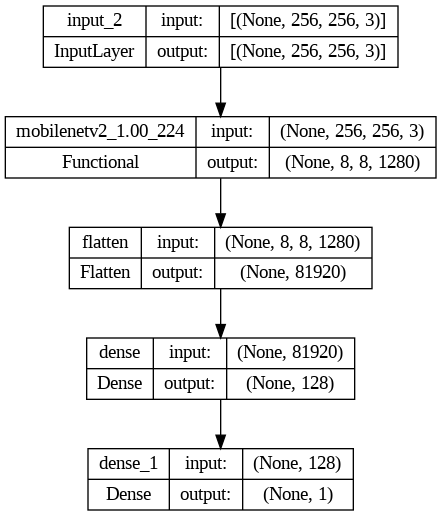 input_2 input: [(None, 256, 256, 3)]
InputLayer output: [(None, 256, 256, 3)]
mobilenetv2_1.00_224 input: (None, 256, 256, 3)
Functional output: (None, 8, 8, 1280)
flatten input: (None, 8, 8, 1280)
Flatten output: (None, 81920)
dense input: (None, 81920)
Dense output: (None, 128)
dense_1 input: (None, 128)
Dense output: (None, 1)